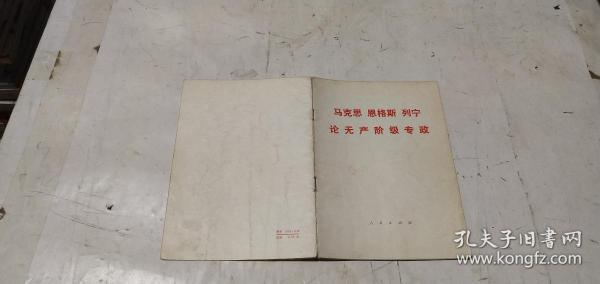 马克思 恩格斯 列宁
论无产阶级专政
人民出版社
孔夫子旧书网
www.kongfz.com